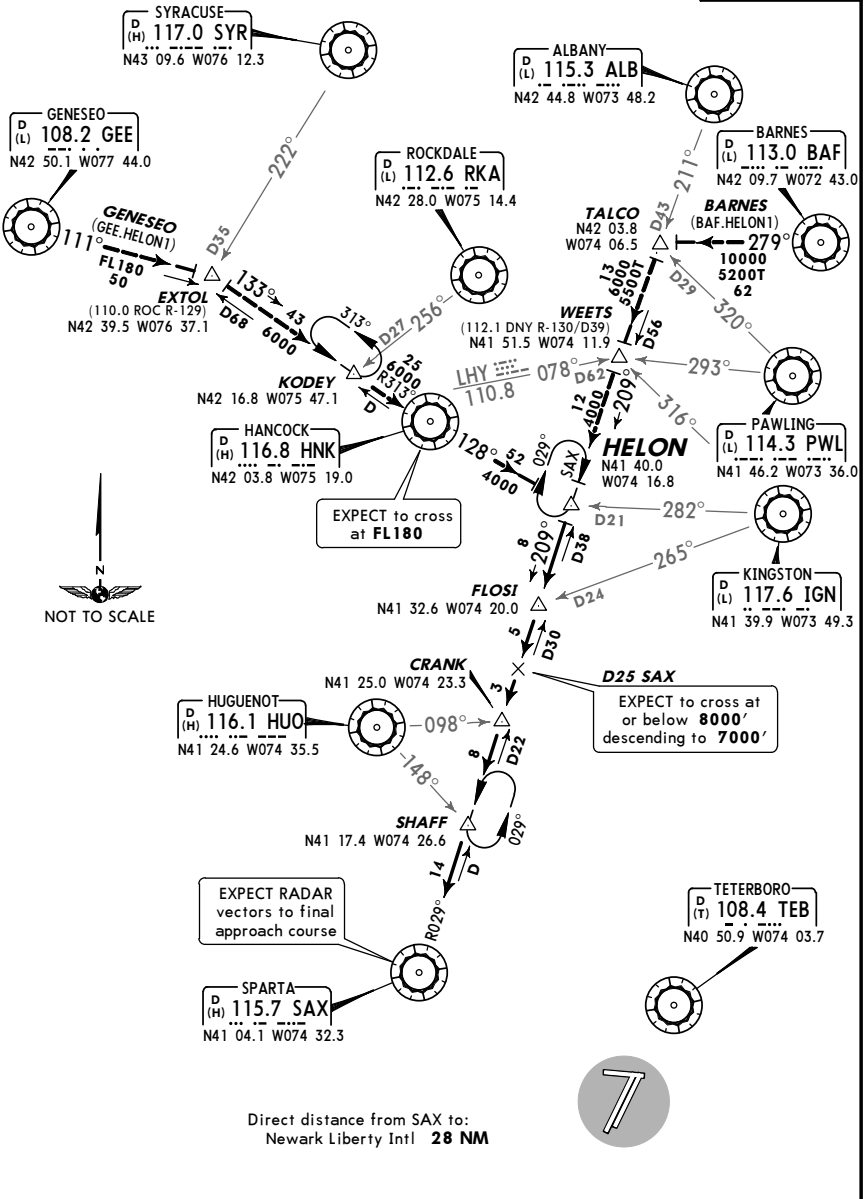 SYRACUSE
D
(H) 117.0 SYR
N43 09.6 W076 12.3
ALBANY
D
(L) 115.3 ALB
N42 44.8 W073 48.2
GENESEO
D
(L) 108.2 GEE
N42 50.1 W077 44.0
BARNES
D
(L) 113.0 BAF
N42 09.7 W072 43.0
ROCKDALE
D
(L) 112.6 RKA
N42 28.0 W075 14.4
222°
211°
D43
D35
GENESEO
(GEE.HELON1)
111°
FL180
50
TALCO
N42 03.8
W074 06.5
BARNES
(BAF.HELON1)
279°
10000
5200T
62
EXTOL
(110.0 ROC R-129)
N42 39.5 W076 37.1
133°
43
D68
6000
313°
D27
256°
13
6000
5500T
D29
320°
WEETS
(112.1 DNY R-130/D39)
N41 51.5 W074 11.9
D56
KODEY
N42 16.8 W075 47.1
25
6000
R313°
D
LHY
110.8
078°
D62
293°
316°
209°
12
4000
PAWLING
D
(L) 114.3 PWL
N41 46.2 W073 36.0
HANCOCK
D
(H) 116.8 HNK
N42 03.8 W075 19.0
128°
52
4000
029°
SAX
HELON
N41 40.0
W074 16.8
EXPECT to cross
at FL180
D21
282°
D38
8
209°
265°
D24
KINGSTON
D
(L) 117.6 IGN
N41 39.9 W073 49.3
N
NOT TO SCALE
FLOSI
N41 32.6 W074 20.0
5
D30
CRANK
N41 25.0 W074 23.3
3
D25 SAX
EXPECT to cross at
or below 8000′
descending to 7000′
HUGUENOT
D
(H) 116.1 HUO
N41 24.6 W074 35.5
098°
148°
8
D22
SHAFF
N41 17.4 W074 26.6
029°
14
D
R029°
EXPECT RADAR
vectors to final
approach course
SPARTA
D
(H) 115.7 SAX
N41 04.1 W074 32.3
TETERBORO
D
(T) 108.4 TEB
N40 50.9 W074 03.7
Direct distance from SAX to:
Newark Liberty Intl 28 NM